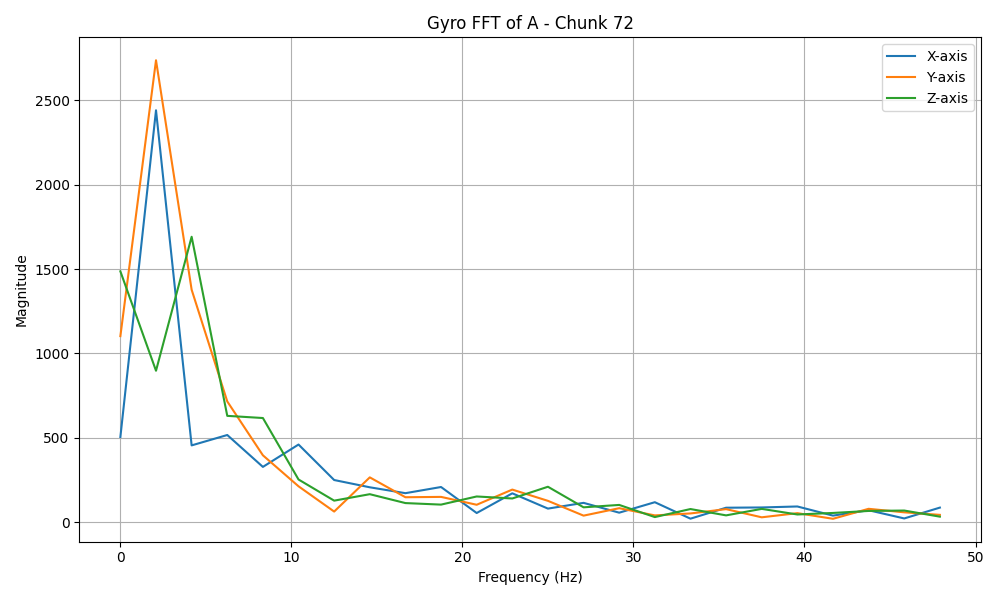 Gyro FFT of A - Chunk 72
X-axis
Y-axis
Z-axis
Magnitude
2500
2000
1500
1000
500
0
0 10 20 30 40 50
Frequency (Hz)